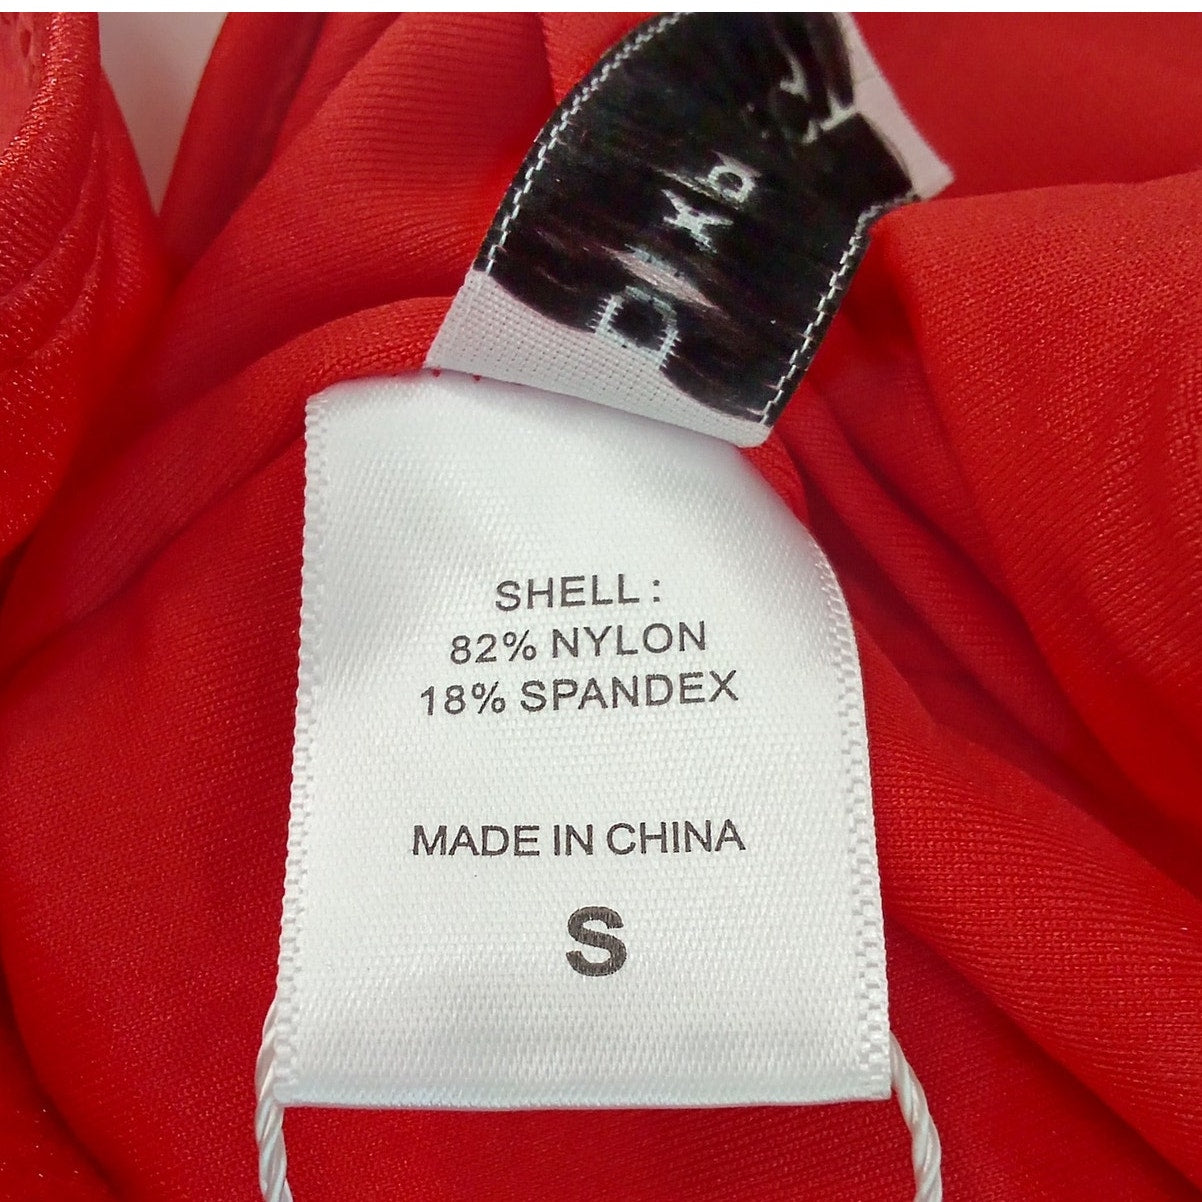 SHELL :
82% NYLON
18% SPANDEX
MADE IN CHINA
S